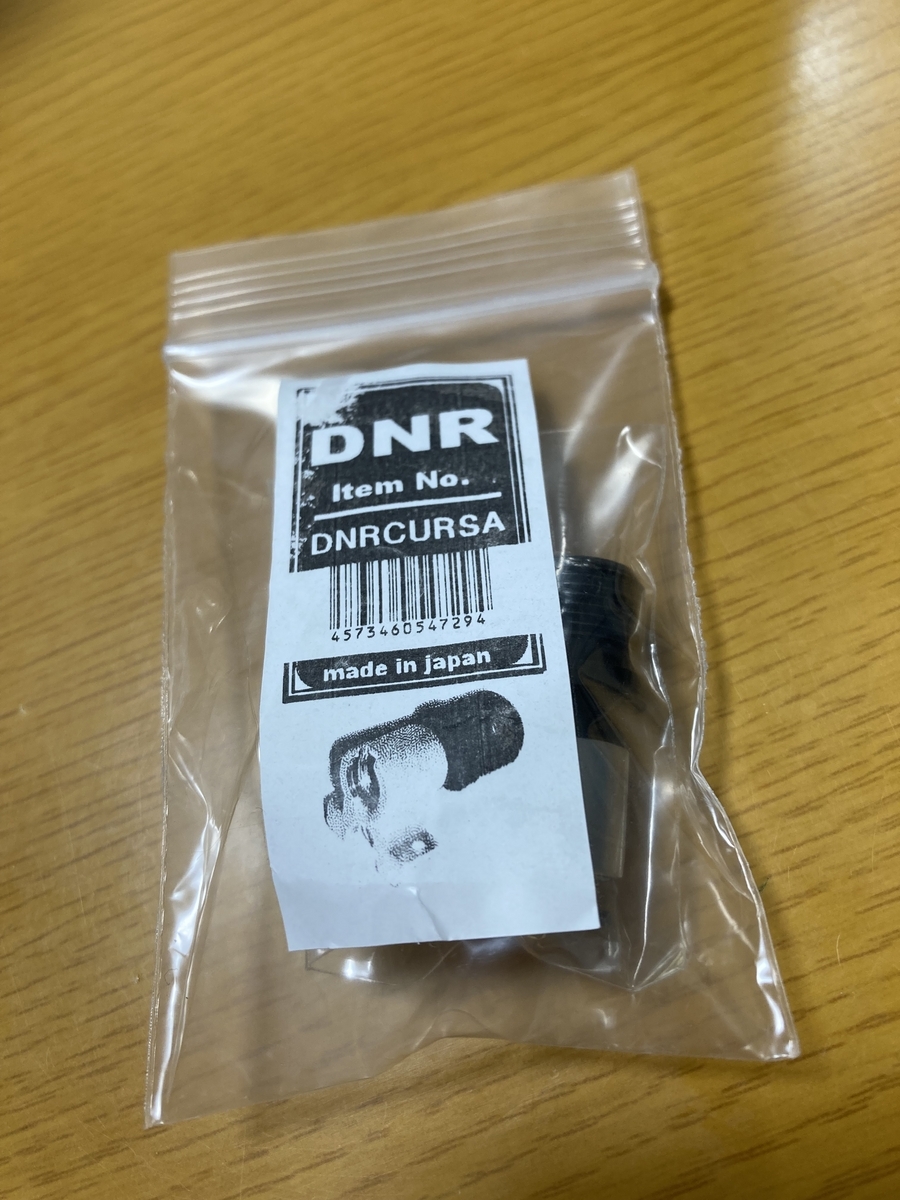 DNR
Item No.
DNRCURSA
4573460547294
made in japan